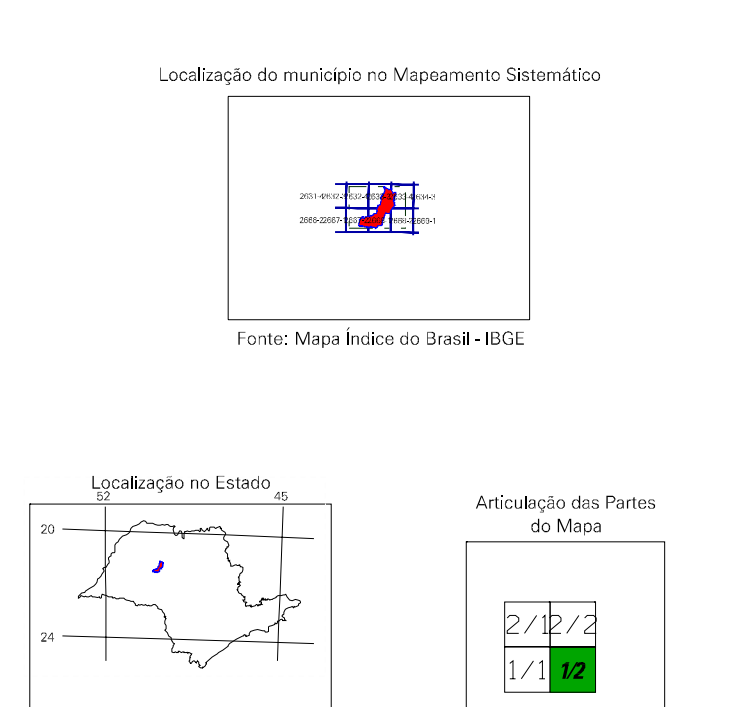 Localização do município no Mapeamento Sistemático
Fonte: Mapa Índice do Brasil - IBGE
Localização no Estado
52 45
20
24
Articulação das Partes
do Mapa
2/1 2/2
1/1 1/2